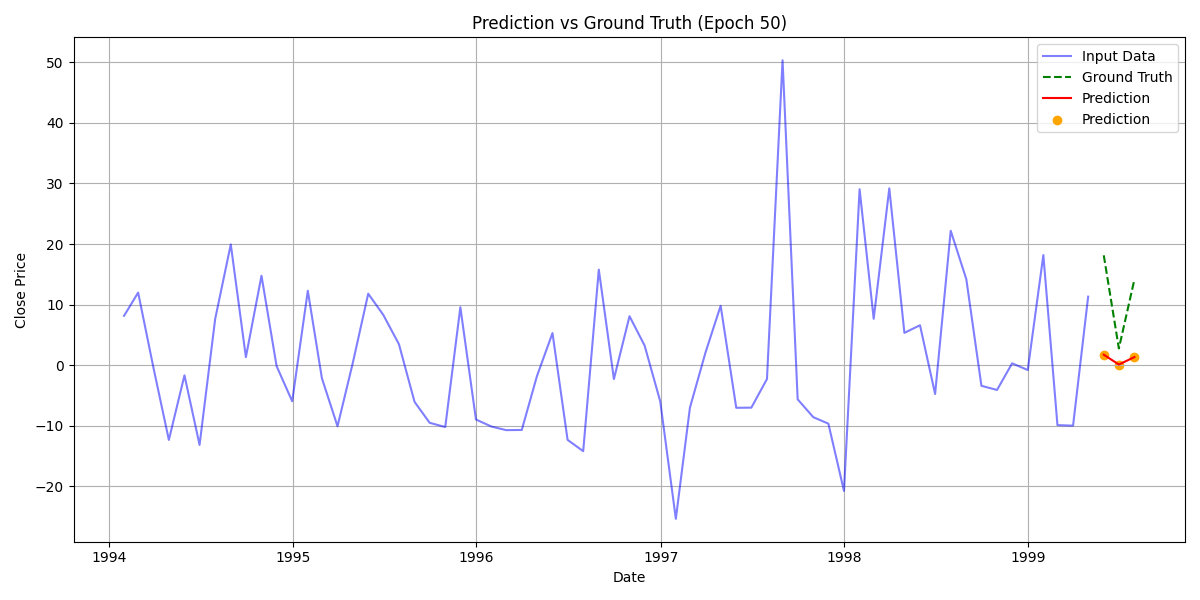 Prediction vs Ground Truth (Epoch 50)
Close Price
50
40
30
20
10
0
−10
−20
Input Data
Ground Truth
Prediction
Prediction
1994
1995
1996
1997
1998
1999
Date